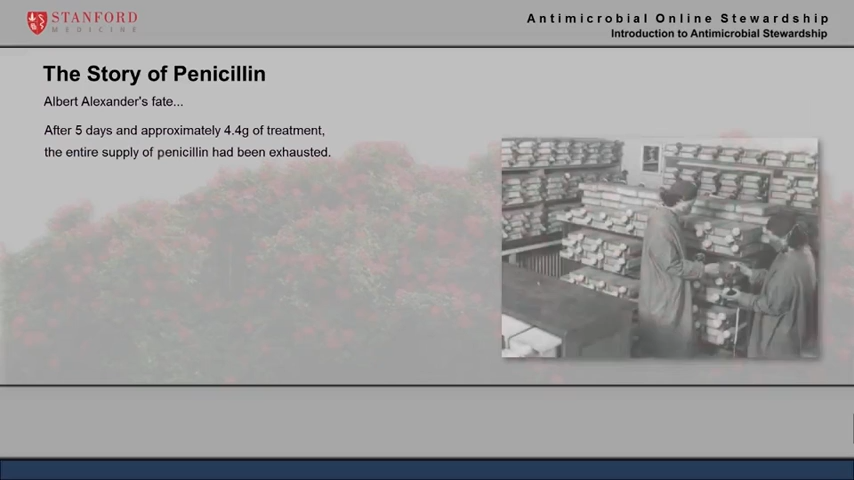 STANFORD
MEDICINE
Antimicrobial Online Stewardship
Introduction to Antimicrobial Stewardship
The Story of Penicillin
Albert Alexander's fate...
After 5 days and approximately 4.4g of treatment,
the entire supply of penicillin had been exhausted.